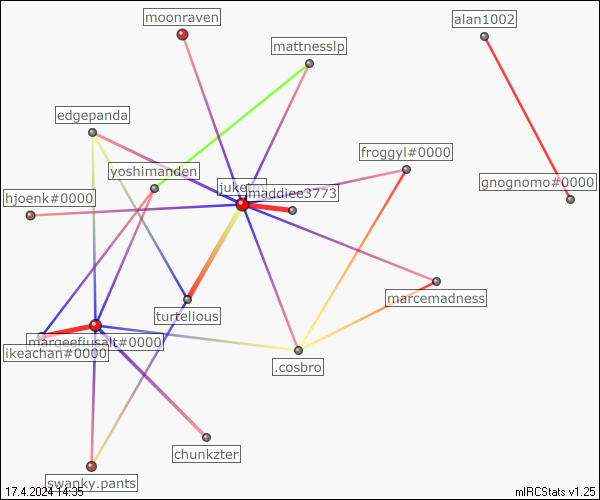 moonraven
alan1002
mattnesslp
edgepanda
froggyl#0000
yoshimanden
gnognomo#0000
maddiee3773
hjoenk#0000
marcemadness
turtelious
margeefiusalt#0000
ikeachan#0000
.cosbro
chunkzter
swanky.pants
17.4.2024 14:35
mIRCStats v1.25